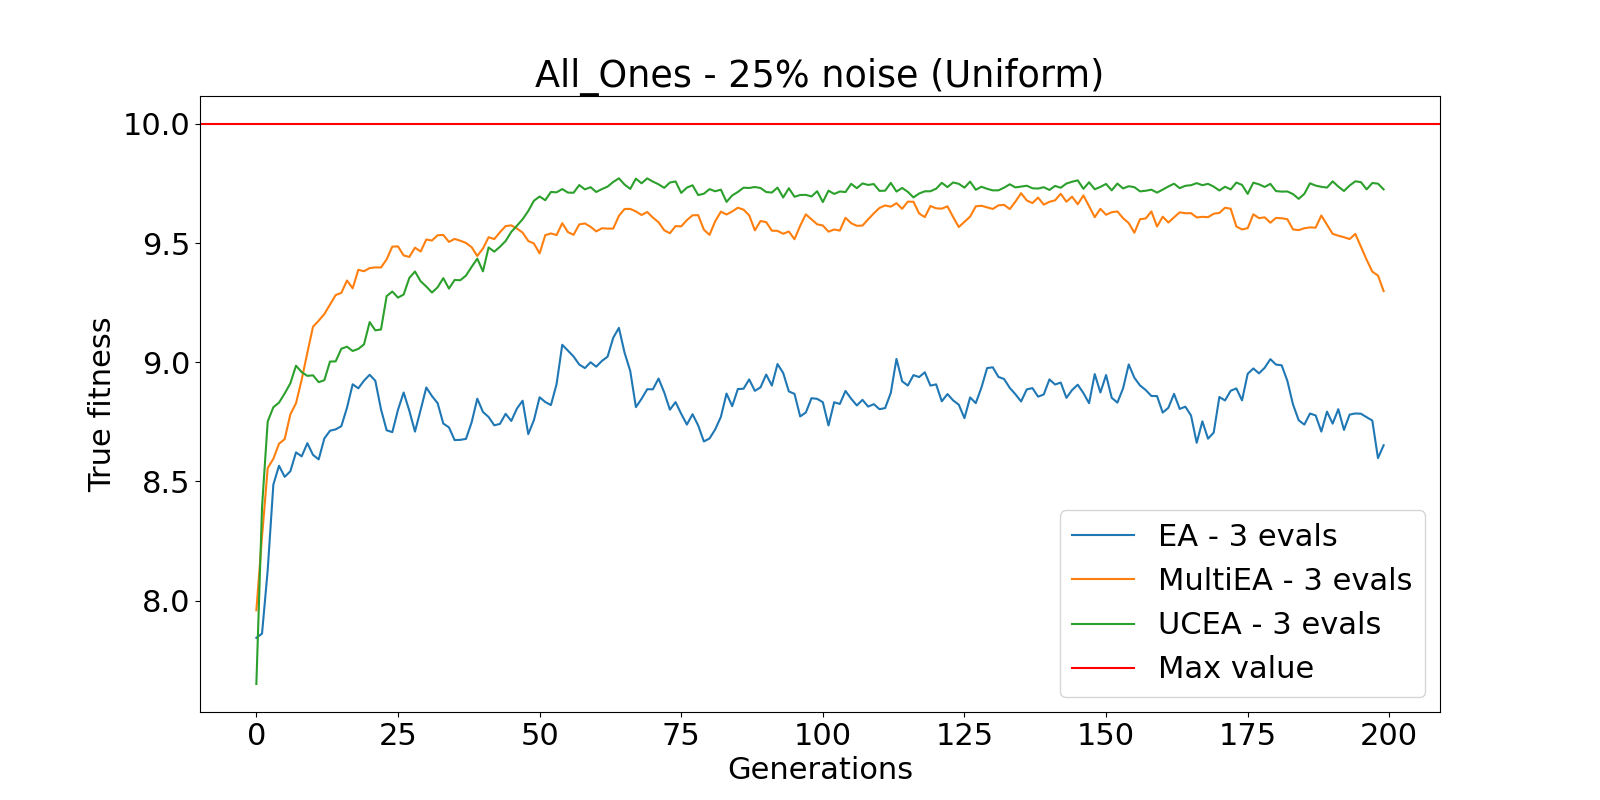 All_Ones - 25% noise (Uniform)
10.0
9.5
9.0
8.5
8.0
True fitness
0 25 50 75 100 125 150 175 200
Generations
EA - 3 evals
MultiEA - 3 evals
UCEA - 3 evals
Max value